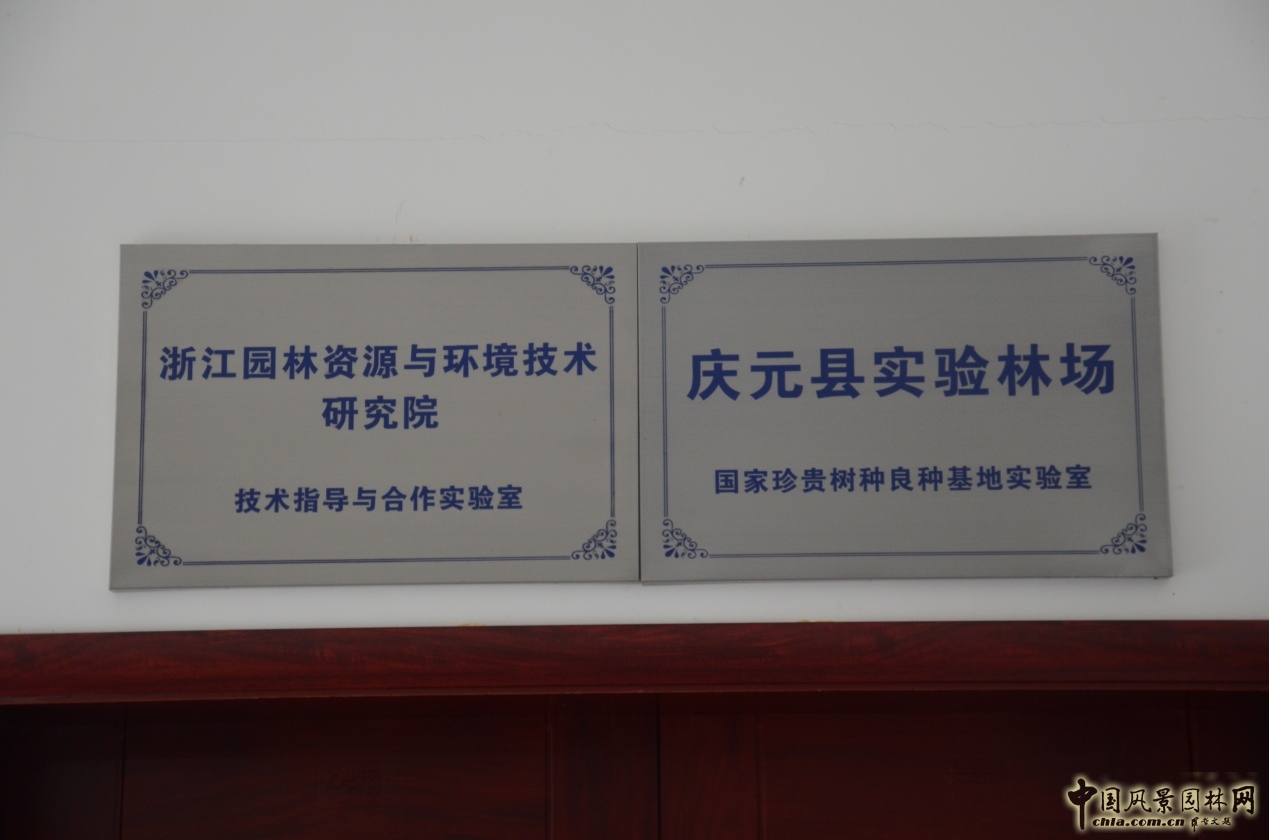 浙江园林资源与环境技术
研究院
技术指导与合作实验室
庆元县实验林场
国家珍贵树种良种基地实验室
中国风景园林网
chla.com.cn